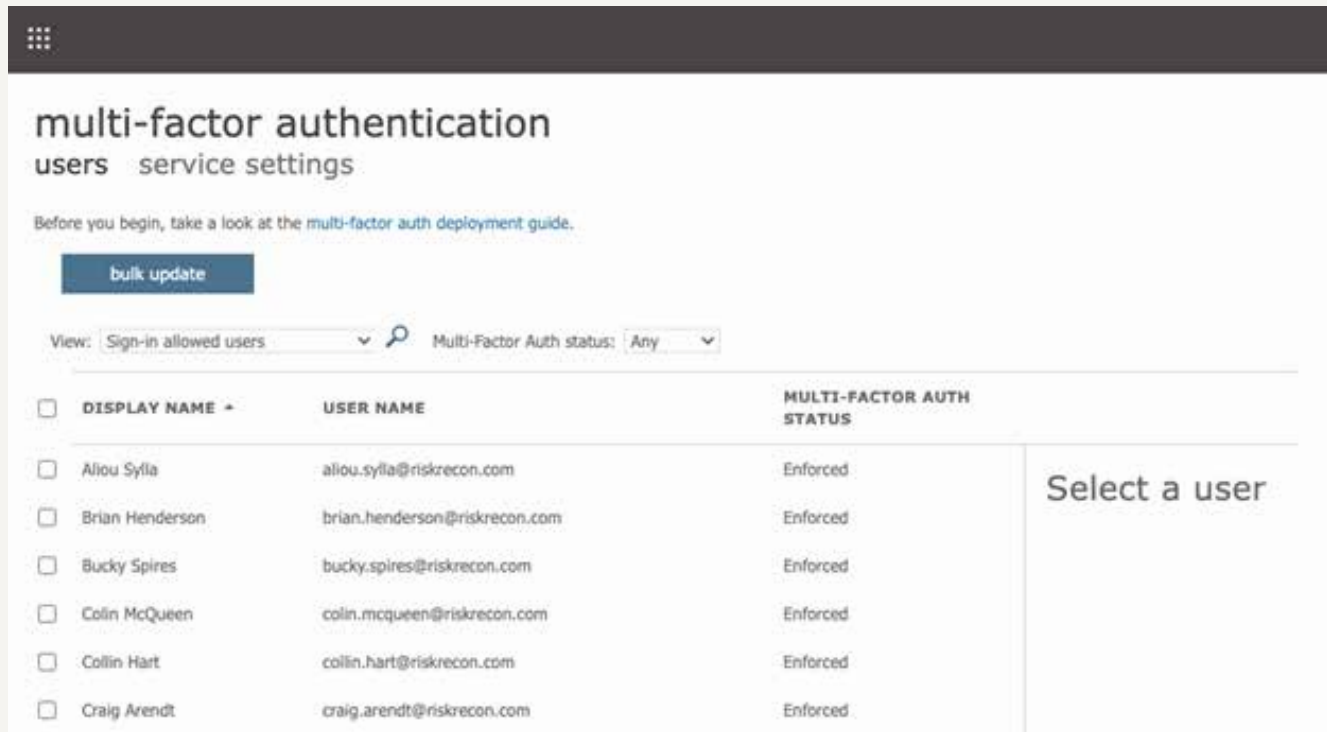 multi-factor authentication
users service settings
Before you begin, take a look at the multi-factor auth deployment guide.
bulk update
View: Sign-in allowed users Multi-Factor Auth status: Any
DISPLAY NAME USER NAME MULTI-FACTOR AUTH STATUS
Aliou Sylla aliou.sylla@riskrecon.com Enforced
Select a user
Brian Henderson brian.henderson@riskrecon.com Enforced
Bucky Spires bucky.spires@riskrecon.com Enforced
Colin McQueen colin.mcqueen@riskrecon.com Enforced
Collin Hart collin.hart@riskrecon.com Enforced
Craig Arendt craig.arendt@riskrecon.com Enforced